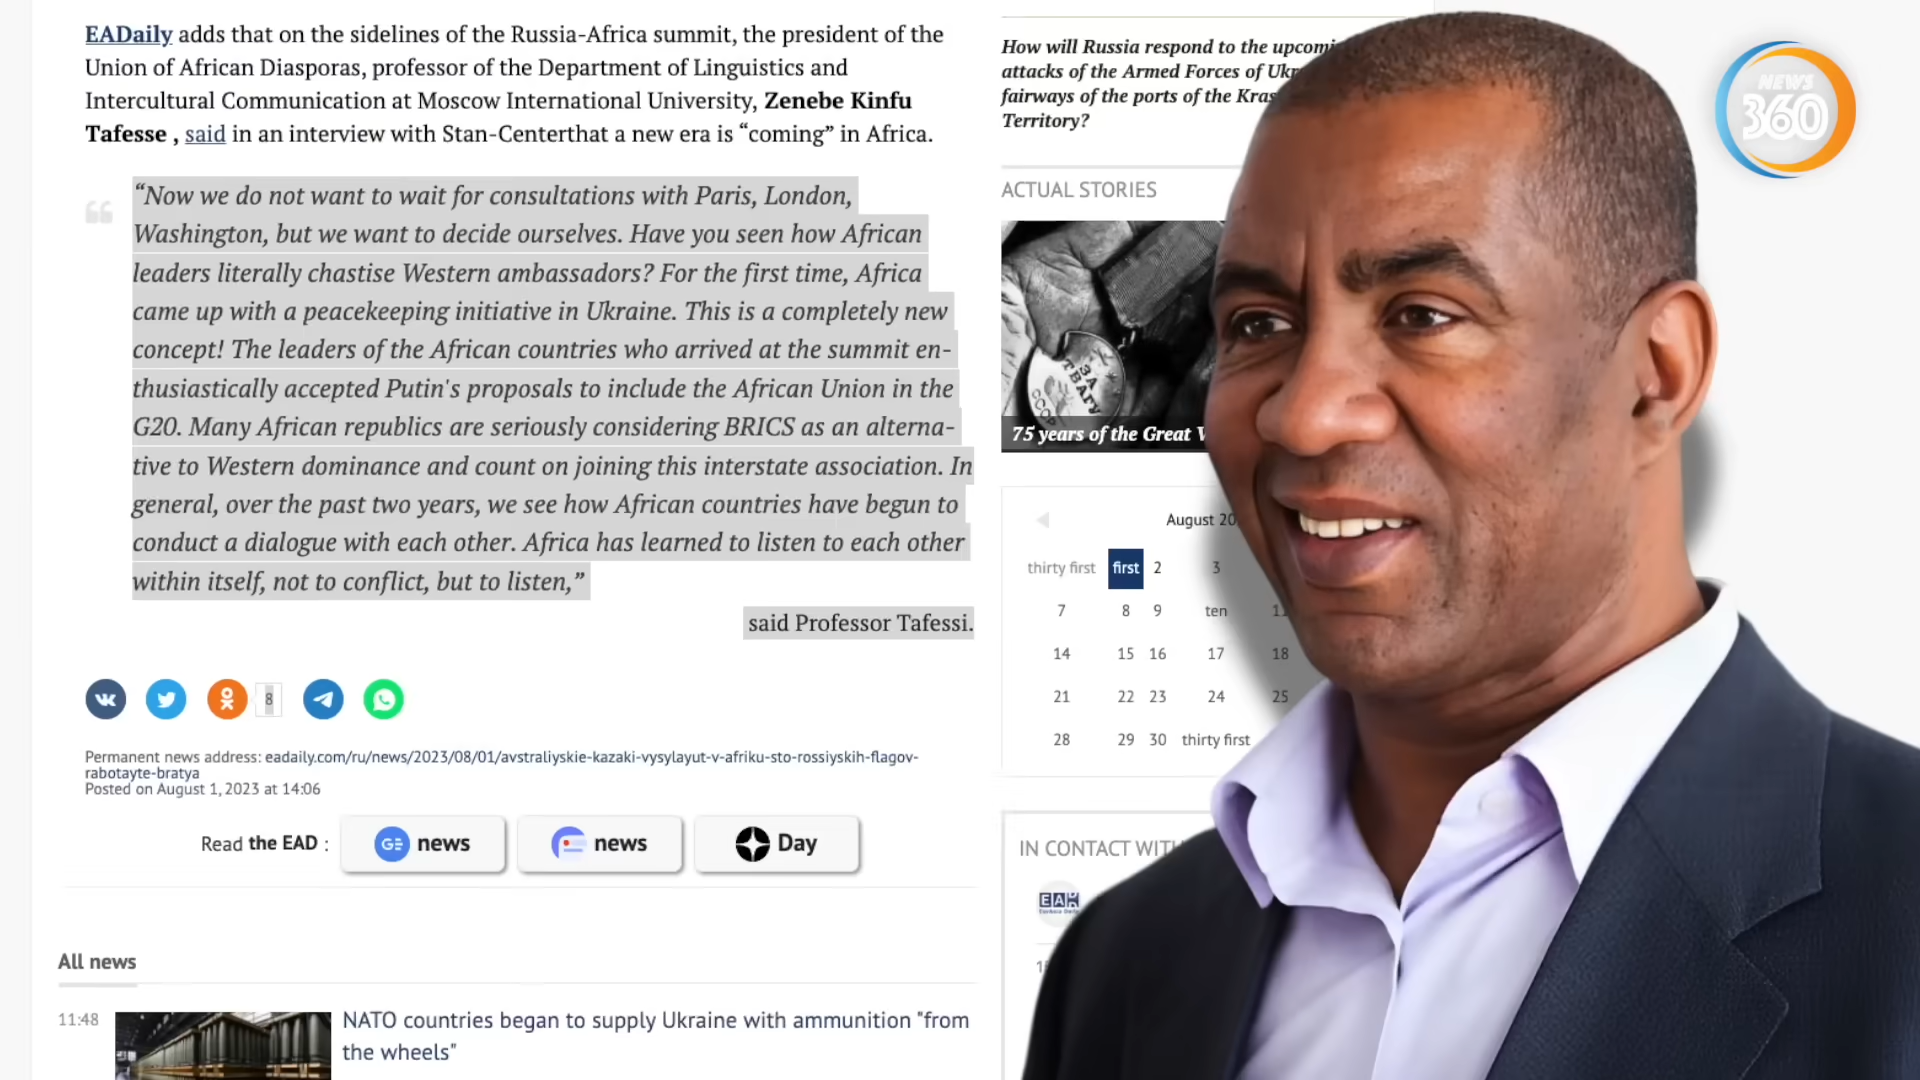 EADaily adds that on the sidelines of the Russia-Africa summit, the president of the
Union of African Diasporas, professor of the Department of Linguistics and
Intercultural Communication at Moscow International University, Zenebe Kinfu
Tafesse , said in an interview with Stan-Centerthat a new era is “coming” in Africa.
“Now we do not want to wait for consultations with Paris, London,
Washington, but we want to decide ourselves. Have you seen how African
leaders literally chastise Western ambassadors? For the first time, Africa
came up with a peacekeeping initiative in Ukraine. This is a completely new
concept! The leaders of the African countries who arrived at the summit en-
thusiastically accepted Putin's proposals to include the African Union in the
G20. Many African republics are seriously considering BRICS as an alterna-
tive to Western dominance and count on joining this interstate association. In
general, over the past two years, we see how African countries have begun to
conduct a dialogue with each other. Africa has learned to listen to each other
within itself, not to conflict, but to listen,”
said Professor Tafessi.
8
Permanent news address: eadaily.com/ru/news/2023/08/01/avstraliyskie-kazaki-vysylayut-v-afriku-sto-rossiyskih-flagov-
rabotayte-bratya
Posted on August 1, 2023 at 14:06
Read the EAD :
GE news
news
Day
All news
11:48
NATO countries began to supply Ukraine with ammunition "from
the wheels"
How will Russia respond to the
attacks of the Armed Forces of
fairways of the ports of the
Territory?
ACTUAL STORIES
ЗА
СССР
75 years of the Great
August
thirty first first 2 3
7 8 9 ten
14 15 16 17 18
21 22 23 24 25
28 29 30 thirty first
IN CONTACT
EAD
NEWS
360